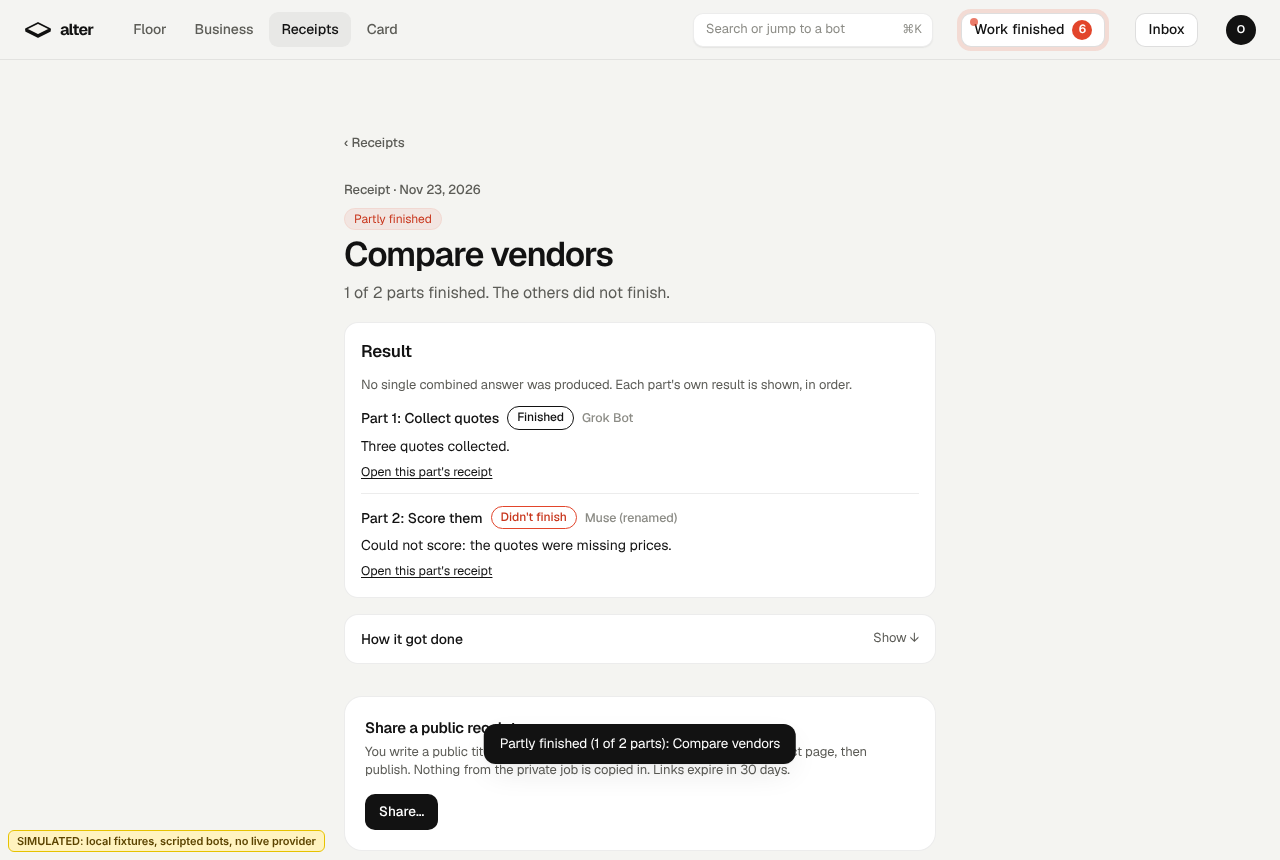 alter
Floor
Business
Receipts
Card
Search or jump to a bot
⌘K
Work finished
6
Inbox
O
‹ Receipts
Receipt · Nov 23, 2026
Partly finished
Compare vendors
1 of 2 parts finished. The others did not finish.
Result
No single combined answer was produced. Each part's own result is shown, in order.
Part 1: Collect quotes Finished Grok Bot
Three quotes collected.
Open this part's receipt
Part 2: Score them Didn't finish Muse (renamed)
Could not score: the quotes were missing prices.
Open this part's receipt
How it got done
Show ↓
Share a public
Partly finished (1 of 2 parts): Compare vendors
You write a public page, then
publish. Nothing from the private job is copied in. Links expire in 30 days.
Share...
SIMULATED: local fixtures, scripted bots, no live provider